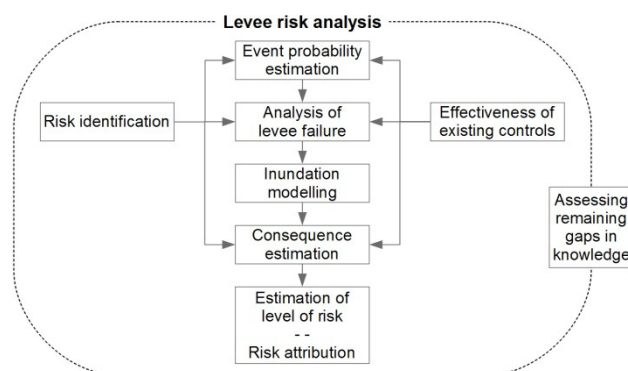 Levee risk analysis
Event probability
estimation
Risk identification
Analysis of
levee failure
Effectiveness of
existing controls
Inundation
modelling
Assessing
remaining
gaps in
knowledge
Consequence
estimation
Estimation of
level of risk
- -
Risk attribution